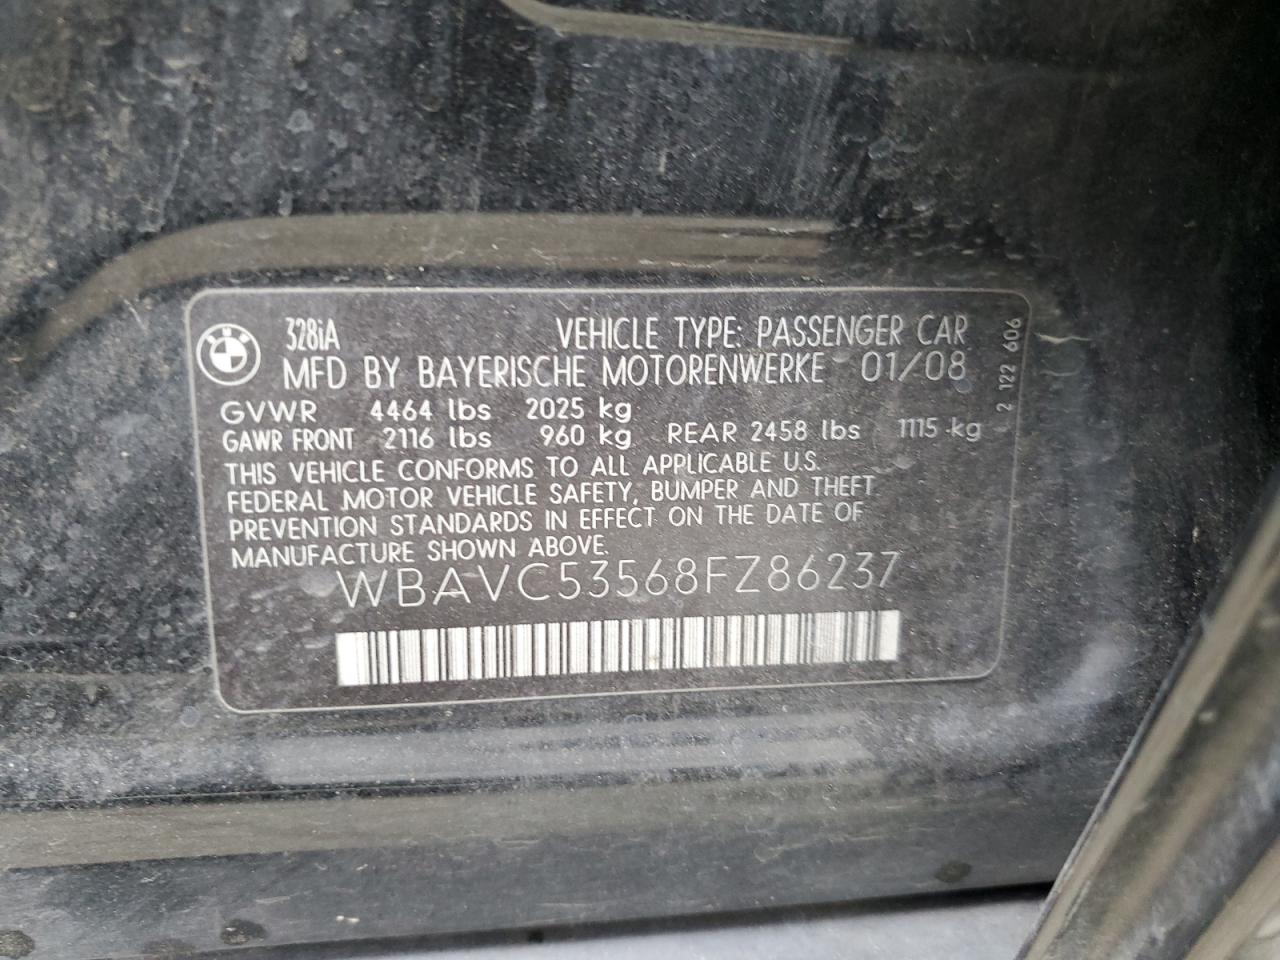 328iA VEHICLE TYPE: PASSENGER CAR
MFD BY BAYERISCHE MOTORENWERKE 01/08
GVWR 4464 lbs 2025 kg
GAWR FRONT 2116 lbs 960 kg REAR 2458 lbs 1115 kg
THIS VEHICLE CONFORMS TO ALL APPLICABLE U.S.
FEDERAL MOTOR VEHICLE SAFETY, BUMPER AND THEFT
PREVENTION STANDARDS IN EFFECT ON THE DATE OF
MANUFACTURE SHOWN ABOVE.
WBAVC53568FZ86237
2 122 606